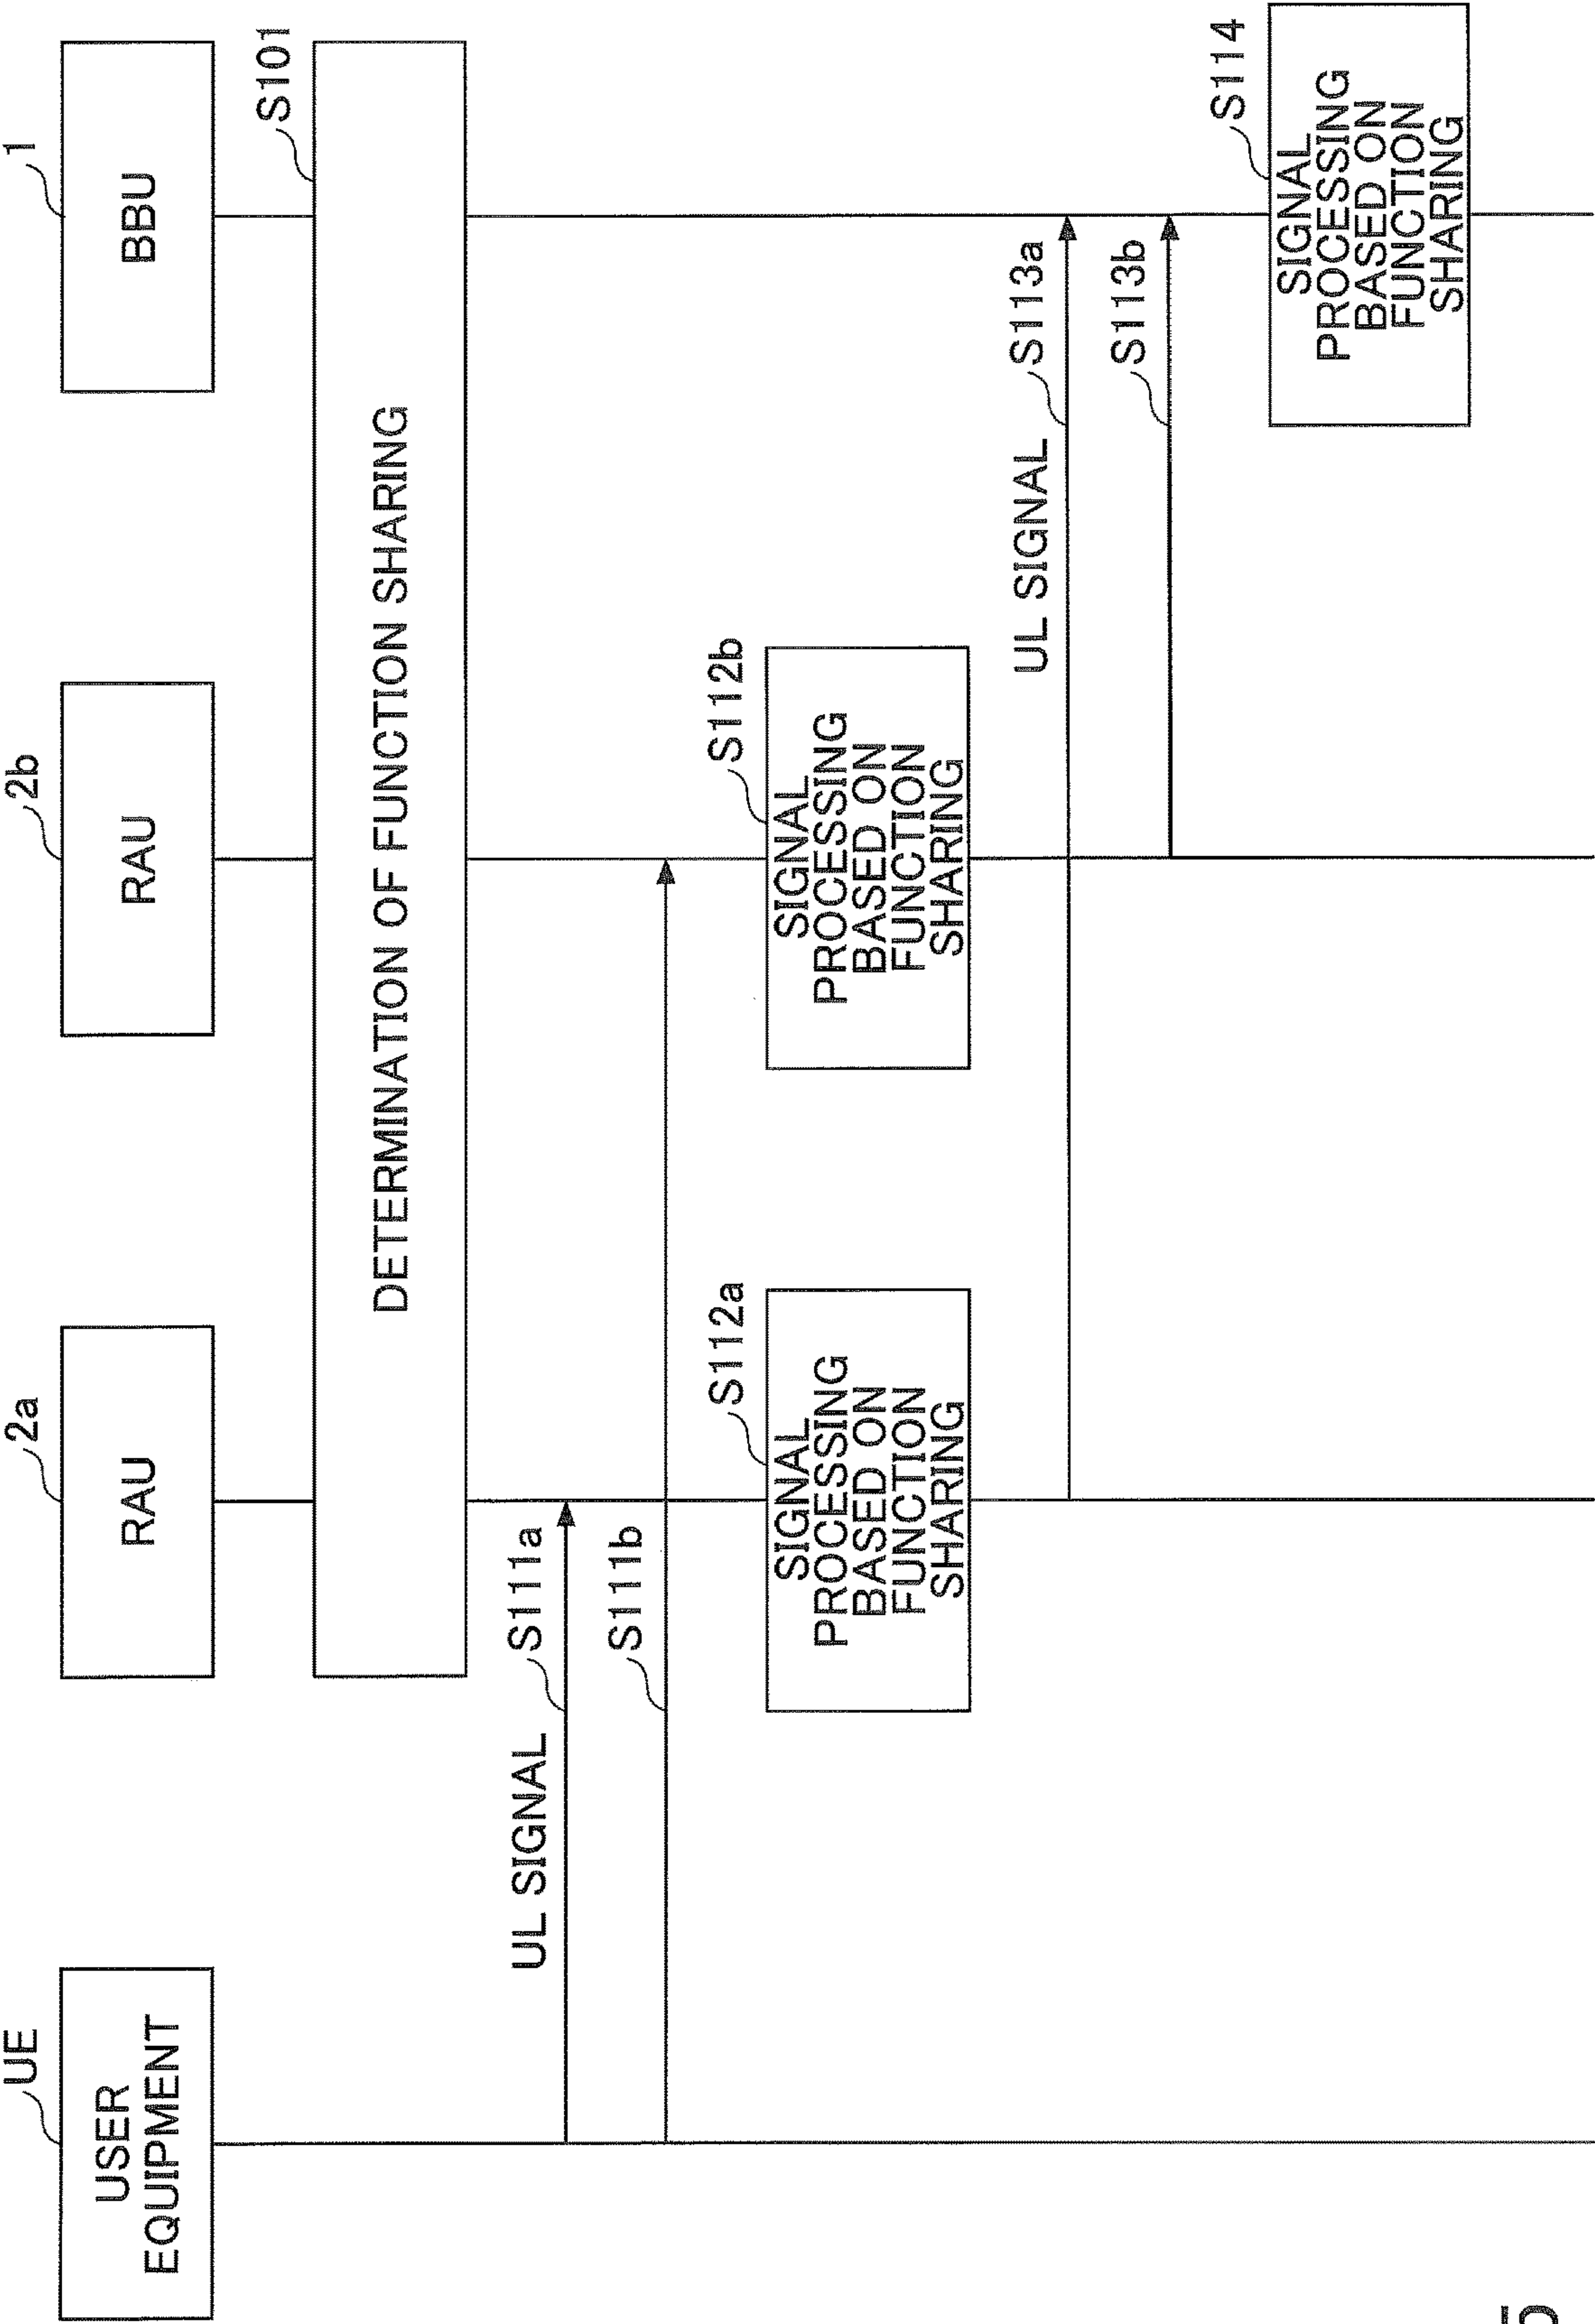 UE
2a
2b
1
USER
EQUIPMENT
RAU
RAU
BBU
S101
DETERMINATION OF FUNCTION SHARING
UL SIGNAL
S111a
S111b
S112a
SIGNAL
PROCESSING
BASED ON
FUNCTION
SHARING
S112b
SIGNAL
PROCESSING
BASED ON
FUNCTION
SHARING
UL SIGNAL
S113a
S113b
S114
SIGNAL
PROCESSING
BASED ON
FUNCTION
SHARING